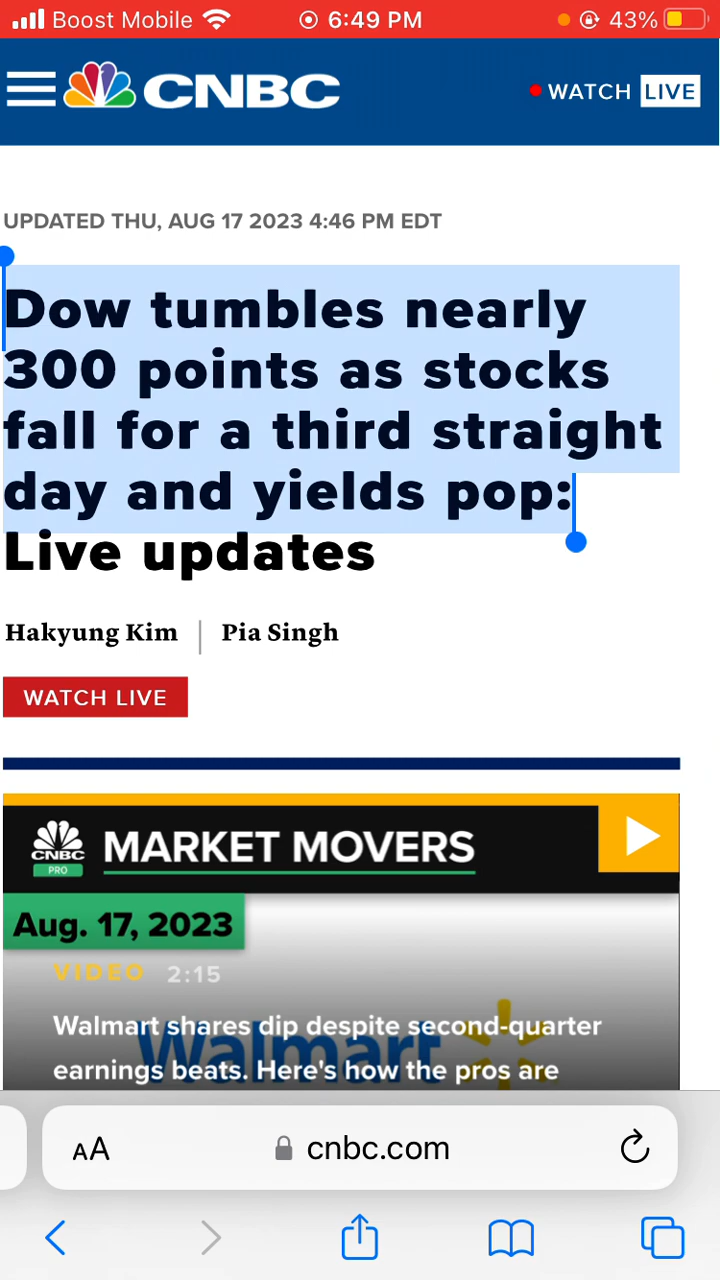 Boost Mobile 6:49 PM 43%
CNBC WATCH LIVE
UPDATED THU, AUG 17 2023 4:46 PM EDT
Dow tumbles nearly
300 points as stocks
fall for a third straight
day and yields pop:
Live updates
Hakyung Kim | Pia Singh
WATCH LIVE
CNBC PRO MARKET MOVERS
Aug. 17, 2023
VIDEO 2:15
Walmart
Walmart shares dip despite second-quarter
earnings beats. Here's how the pros are
AA cnbc.com